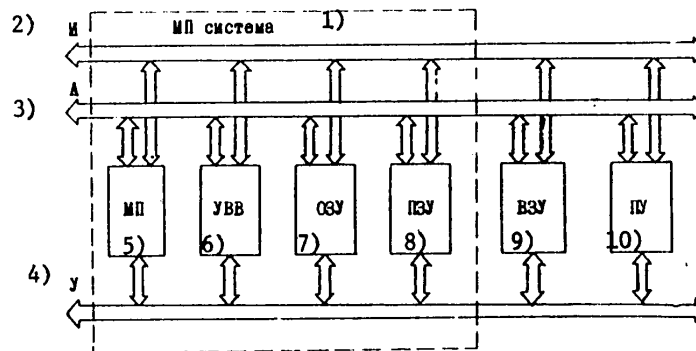 2) И МП система 1)
3) А
МП УВВ ОЗУ ПЗУ ВЗУ ПУ
5) 6) 7) 8) 9) 10)
4) У